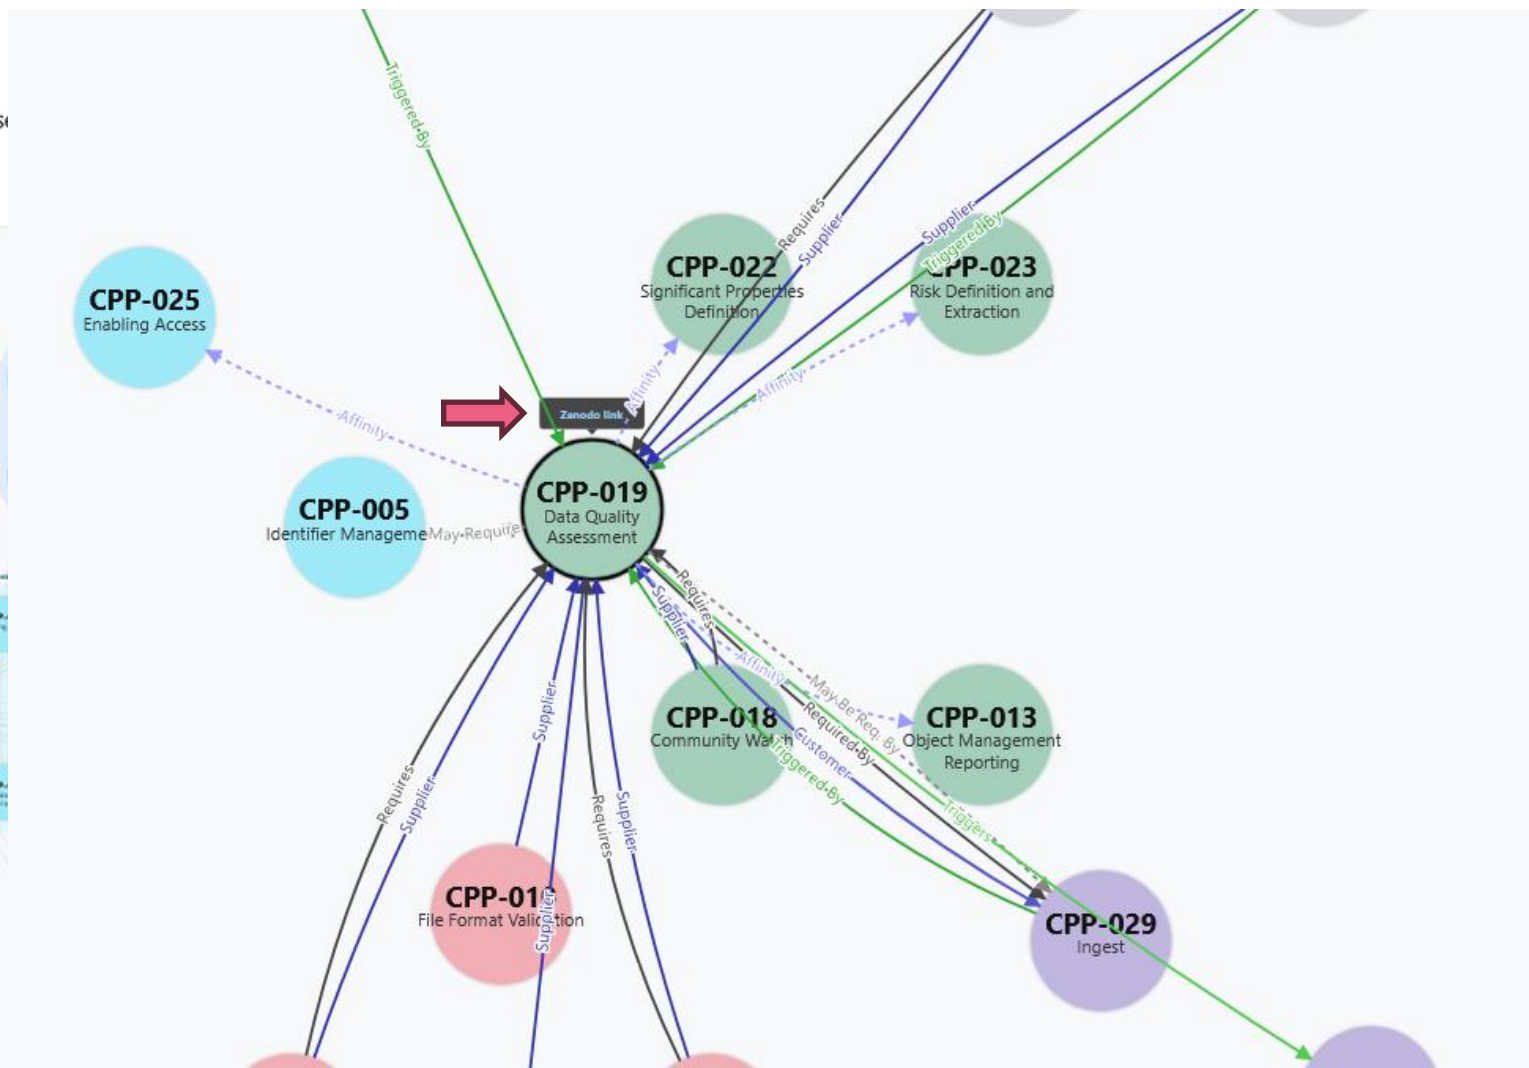 Triggered By
Requires
Supplier
Supplier
Triggered By
CPP-022
Significant Properties
Definition
CPP-023
Risk Definition and
Extraction
CPP-025
Enabling Access
Affinity
Affinity
Affinity
Zenodo link
CPP-019
Data Quality
Assessment
CPP-005
Identifier Manageme
May Require
Requires
Supplier
Affinity
May Be Req. By
CPP-018
Community Watch
Required By
Customer
Triggered By
CPP-013
Object Management
Reporting
Triggers
Supplier
Requires
Supplier
Requires
Supplier
Supplier
File Format Validation
CPP-029
Ingest